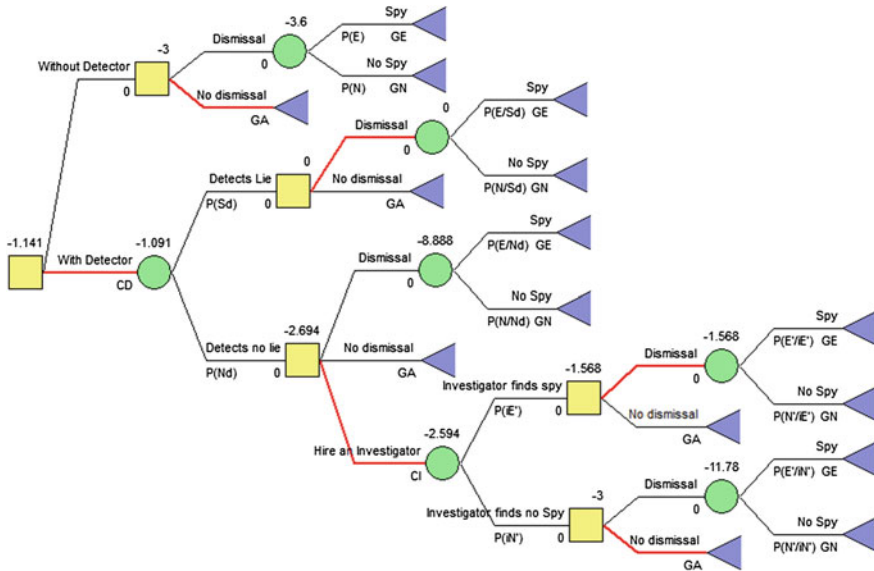 -3.6
Spy
Dismissal
P(E) GE
-3
0
No Spy
Without Detector
P(N) GN
0
No dismissal
GA
0
Spy
Dismissal
P(E/Sd) GE
0
0
No Spy
Detects Lie
P(N/Sd) GN
P(Sd)
0
No dismissal
GA
-8.888
Spy
Dismissal
P(E/Nd) GE
-1.141
-1.091
0
No Spy
With Detector
P(N/Nd) GN
CD
-2.694
Detects no lie
No dismissal
P(Nd)
0
GA
-1.568
Spy
Dismissal
P(E'/iE') GE
-1.568
0
No Spy
Investigator finds spy
P(N'/iE') GN
P(iE')
0
No dismissal
GA
-2.594
Hire an Investigator
CI
-11.78
Spy
Dismissal
P(E'/iN') GE
-3
0
No Spy
Investigator finds no Spy
P(N'/iN') GN
P(iN')
0
No dismissal
GA